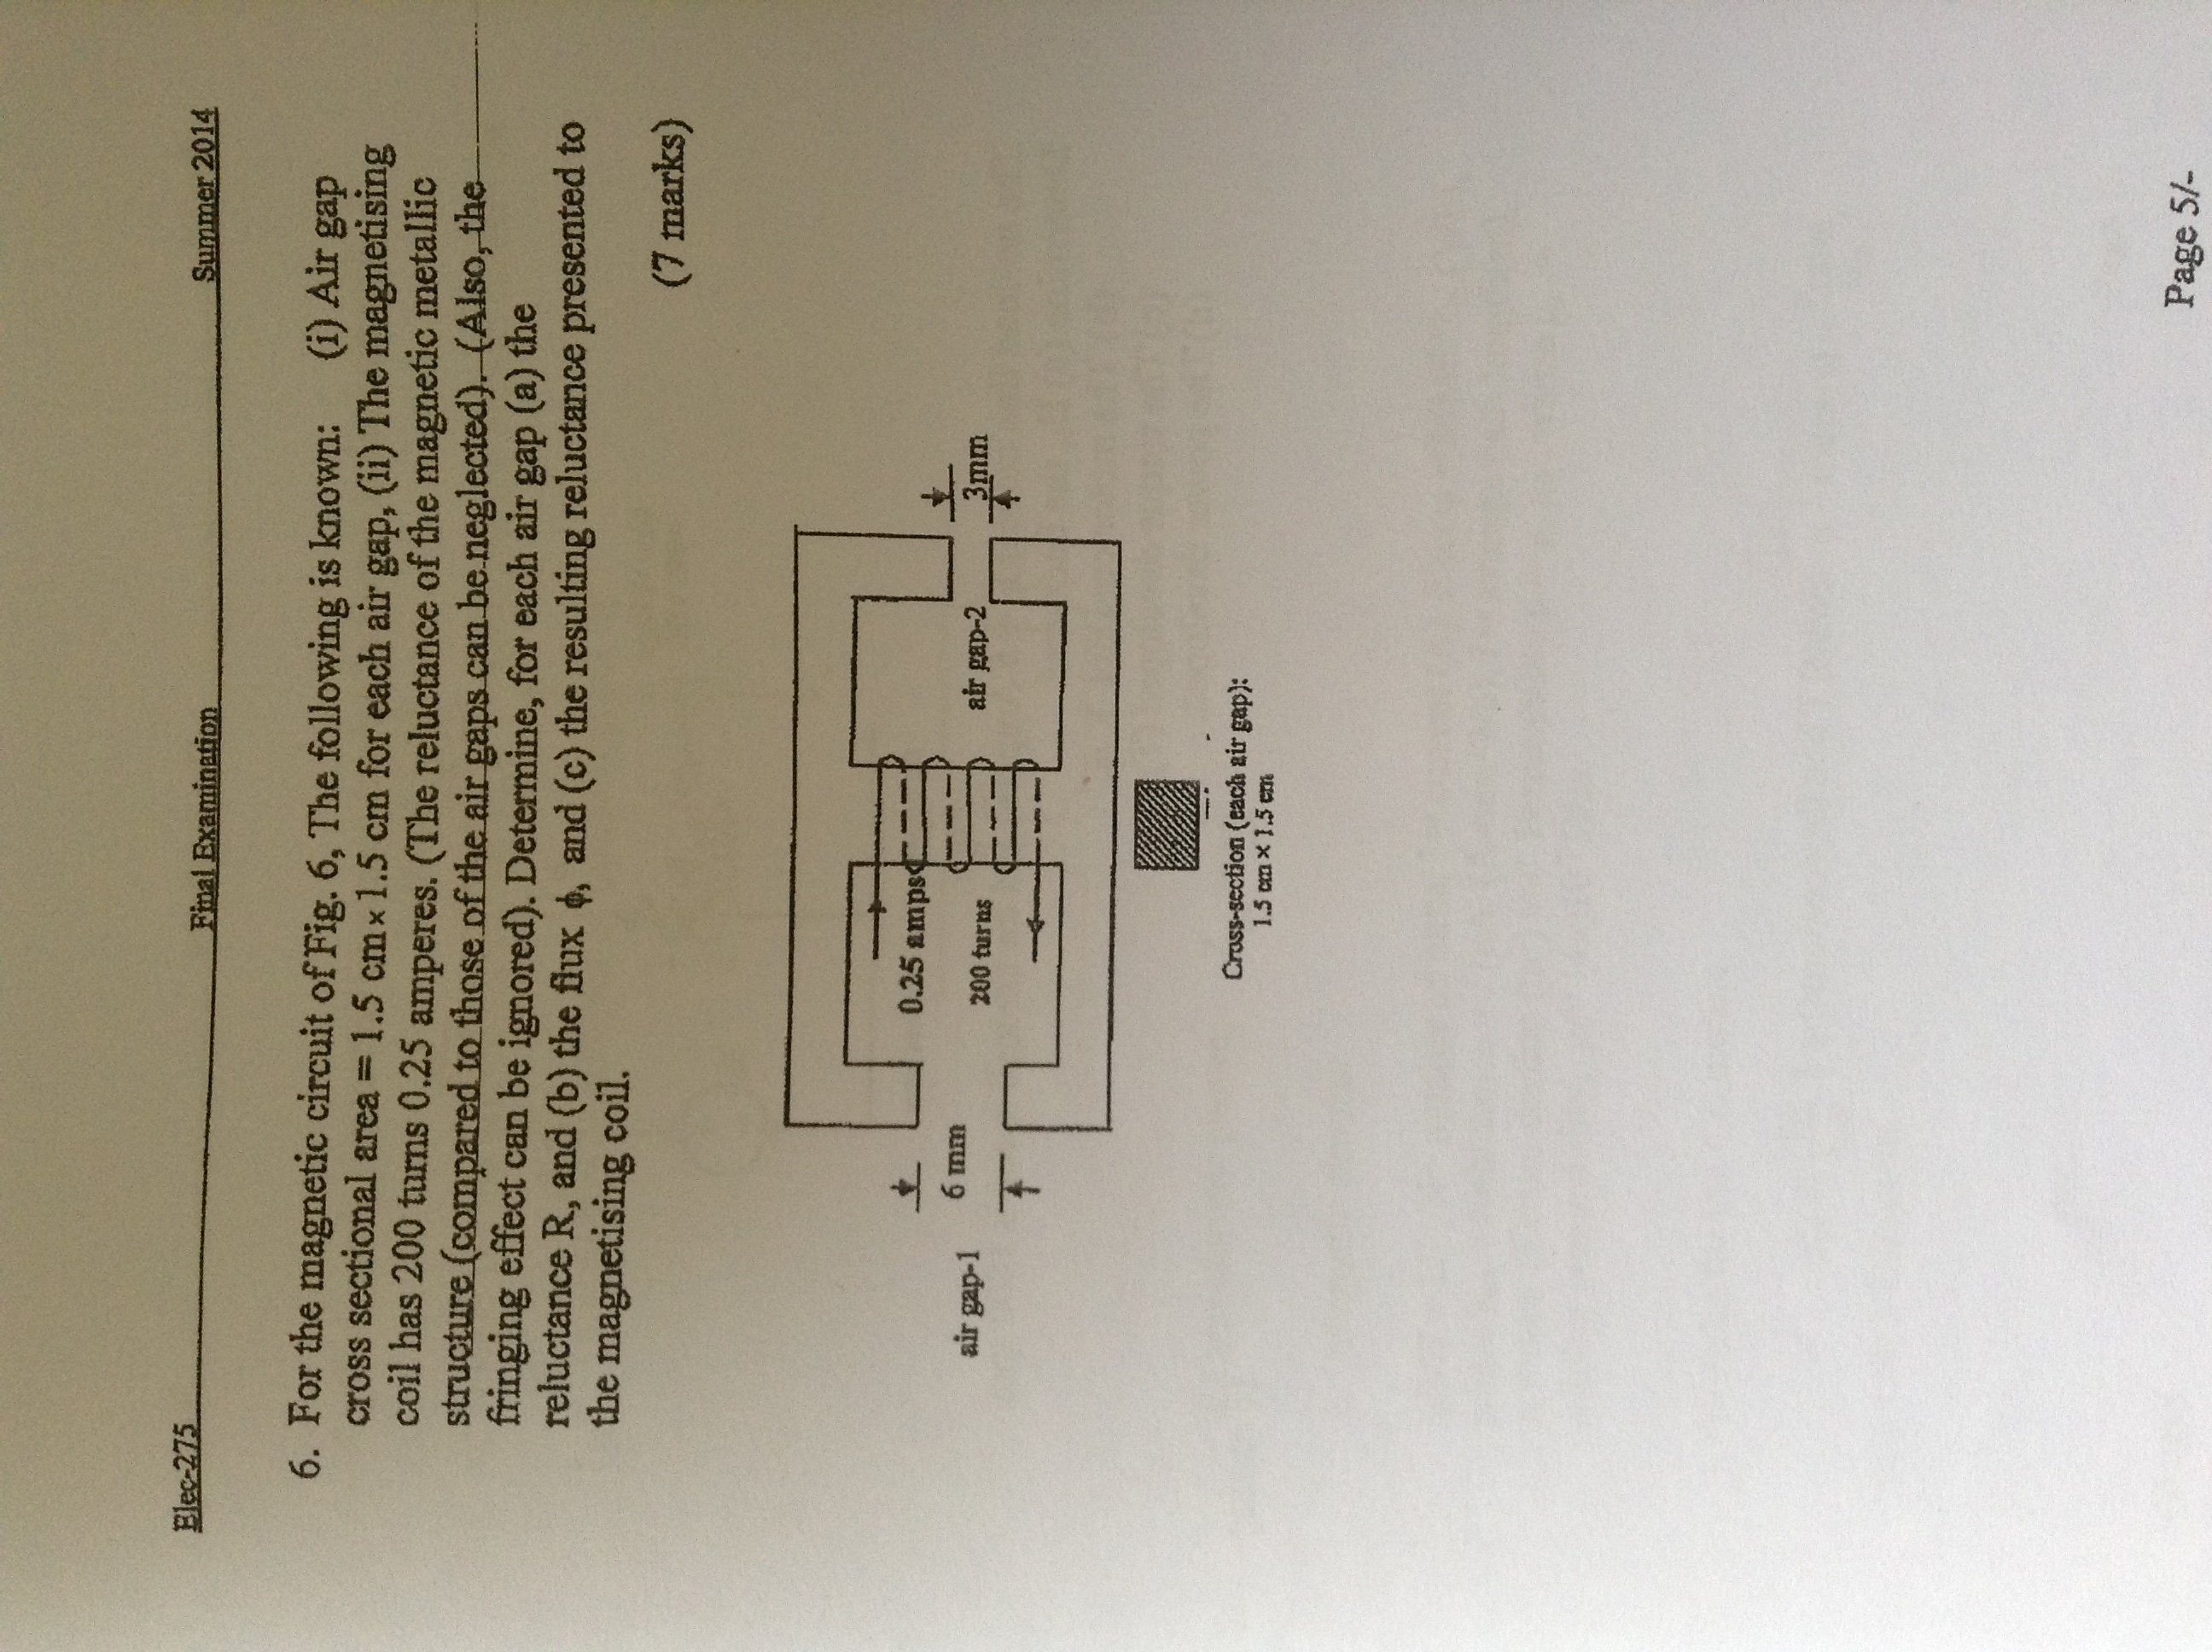 Elec-275 Final Examination Summer 2014
6. For the magnetic circuit of Fig. 6, The following is known: (i) Air gap
cross sectional area = 1.5 cm × 1.5 cm for each air gap, (ii) The magnetising
coil has 200 turns 0.25 amperes. (The reluctance of the magnetic metallic
structure (compared to those of the air gaps can be neglected). (Also, the
fringing effect can be ignored). Determine, for each air gap (a) the
reluctance R, and (b) the flux ϕ, and (c) the resulting reluctance presented to
the magnetising coil.
(7 marks)
0.25 amps
air gap-1
6 mm
200 turns
air gap-2
3mm
Cross-section (each air gap):
1.5 cm × 1.5 cm
Page 5/-